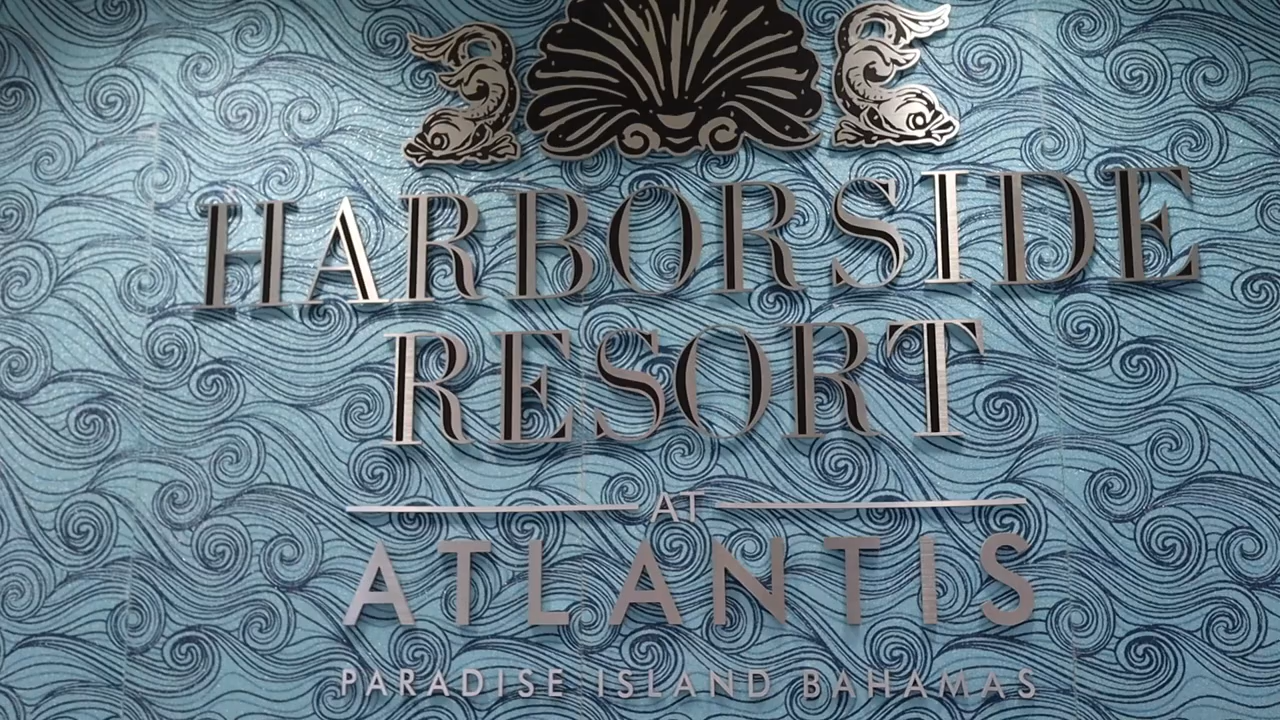 HARBORSIDE
RESORT
AT
ATLANTIS
PARADISE ISLAND BAHAMAS